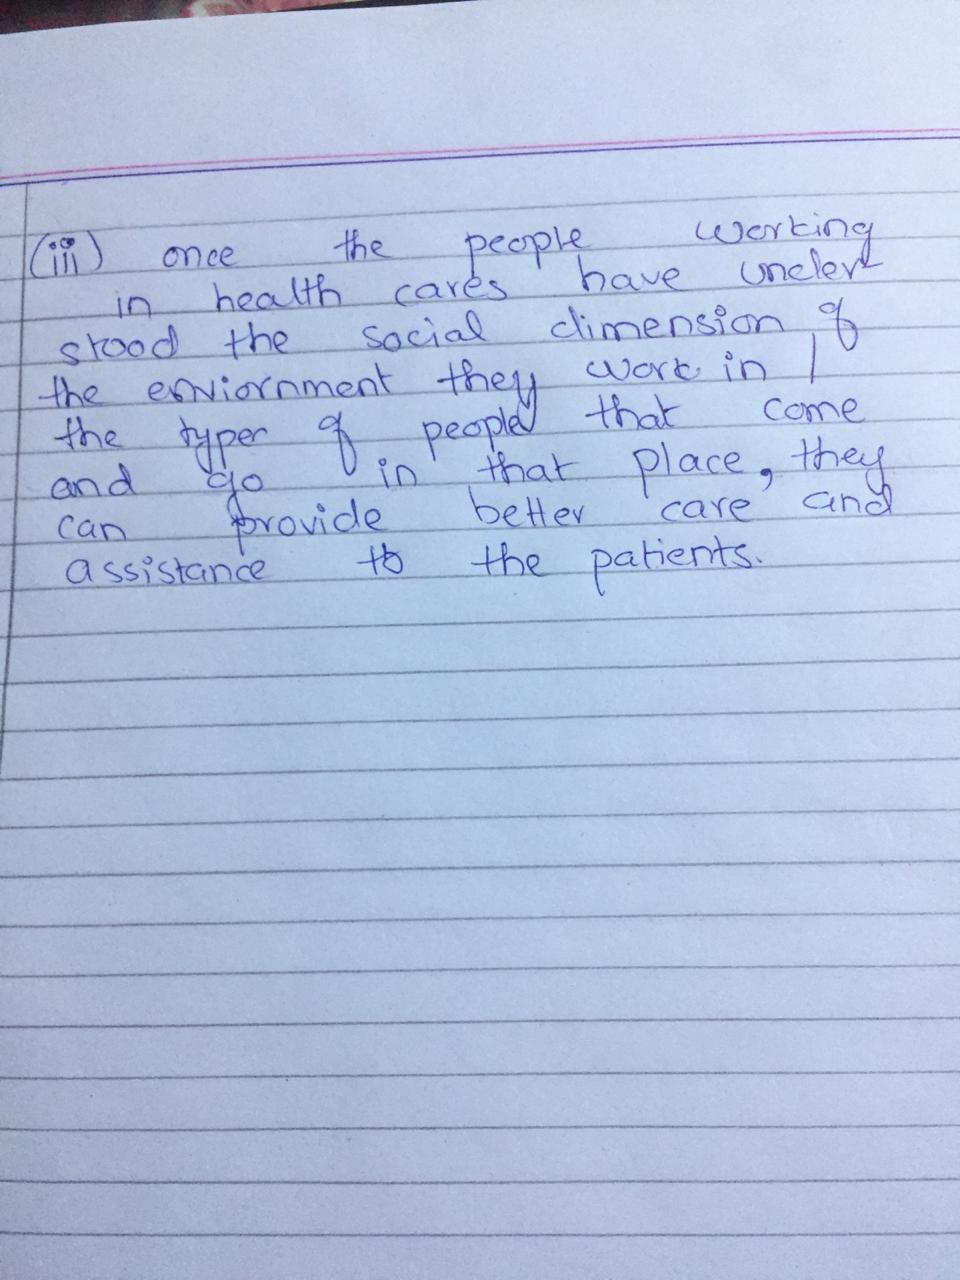 (iii) once the people working
in health cares have under
stood the social dimension of
the enviornment they work in /
the types of people that come
and go in that place, they
can provide better care and
assistance to the patients.